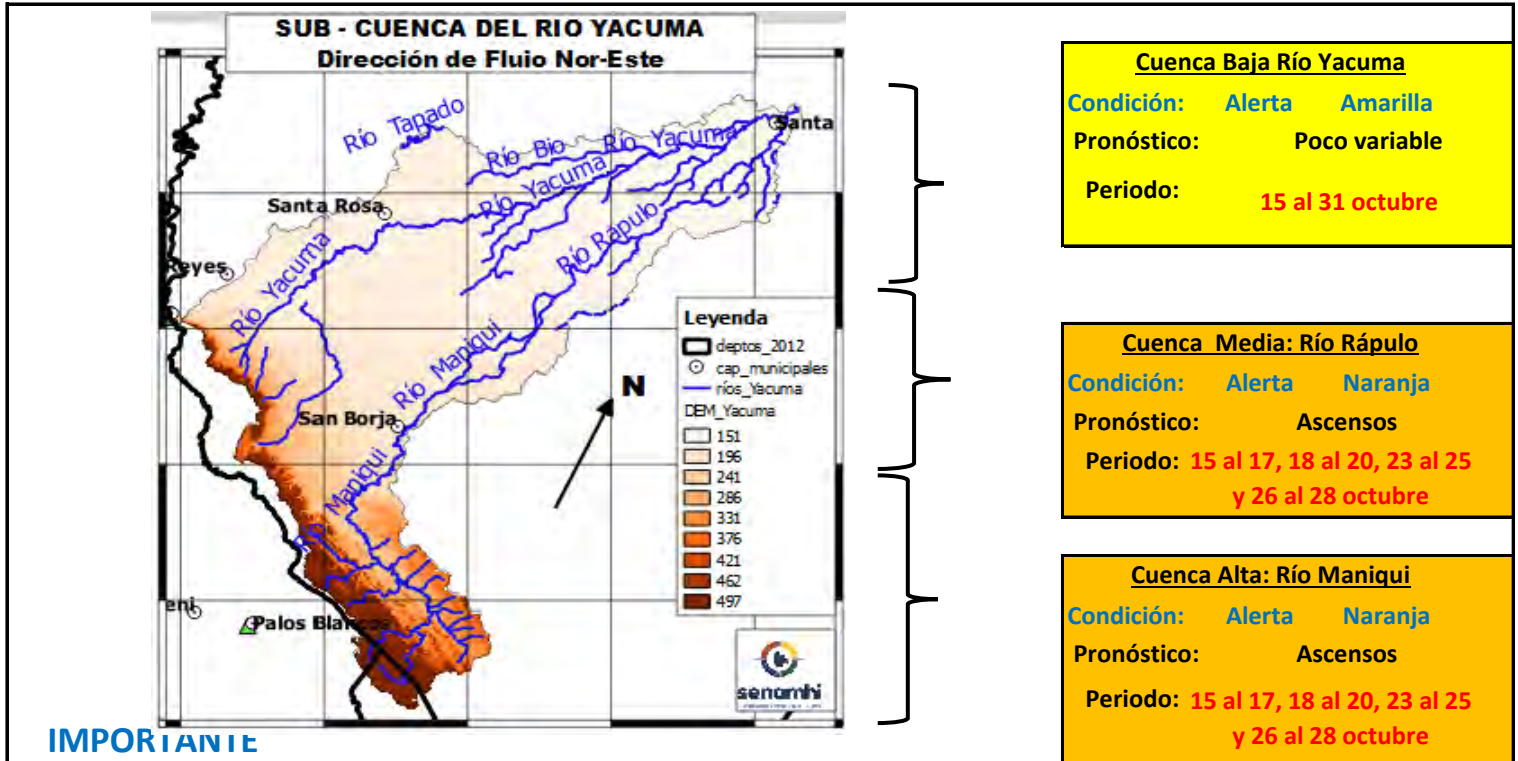 SUB - CUENCA DEL RIO YACUMA
Dirección de Fluio Nor-Este
Río Tapado
Río Bio
Río Yacuma
Santa
Río Yacuma
Santa Rosa
Río Rápulo
Reyes
Río Yacuma
Río Maniqui
San Borja
Río Maniqui
N
eni
Palos Blancos
Leyenda
deptos_2012
cap_municipales
ríos_Yacuma
DEM_Yacuma
151
196
241
286
331
376
421
462
497
senamhi
Cuenca Baja Río Yacuma
Condición: Alerta Amarilla
Pronóstico: Poco variable
Periodo: 15 al 31 octubre
Cuenca Media: Río Rápulo
Condición: Alerta Naranja
Pronóstico: Ascensos
Periodo: 15 al 17, 18 al 20, 23 al 25
y 26 al 28 octubre
Cuenca Alta: Río Maniqui
Condición: Alerta Naranja
Pronóstico: Ascensos
Periodo: 15 al 17, 18 al 20, 23 al 25
y 26 al 28 octubre
IMPORTANTE